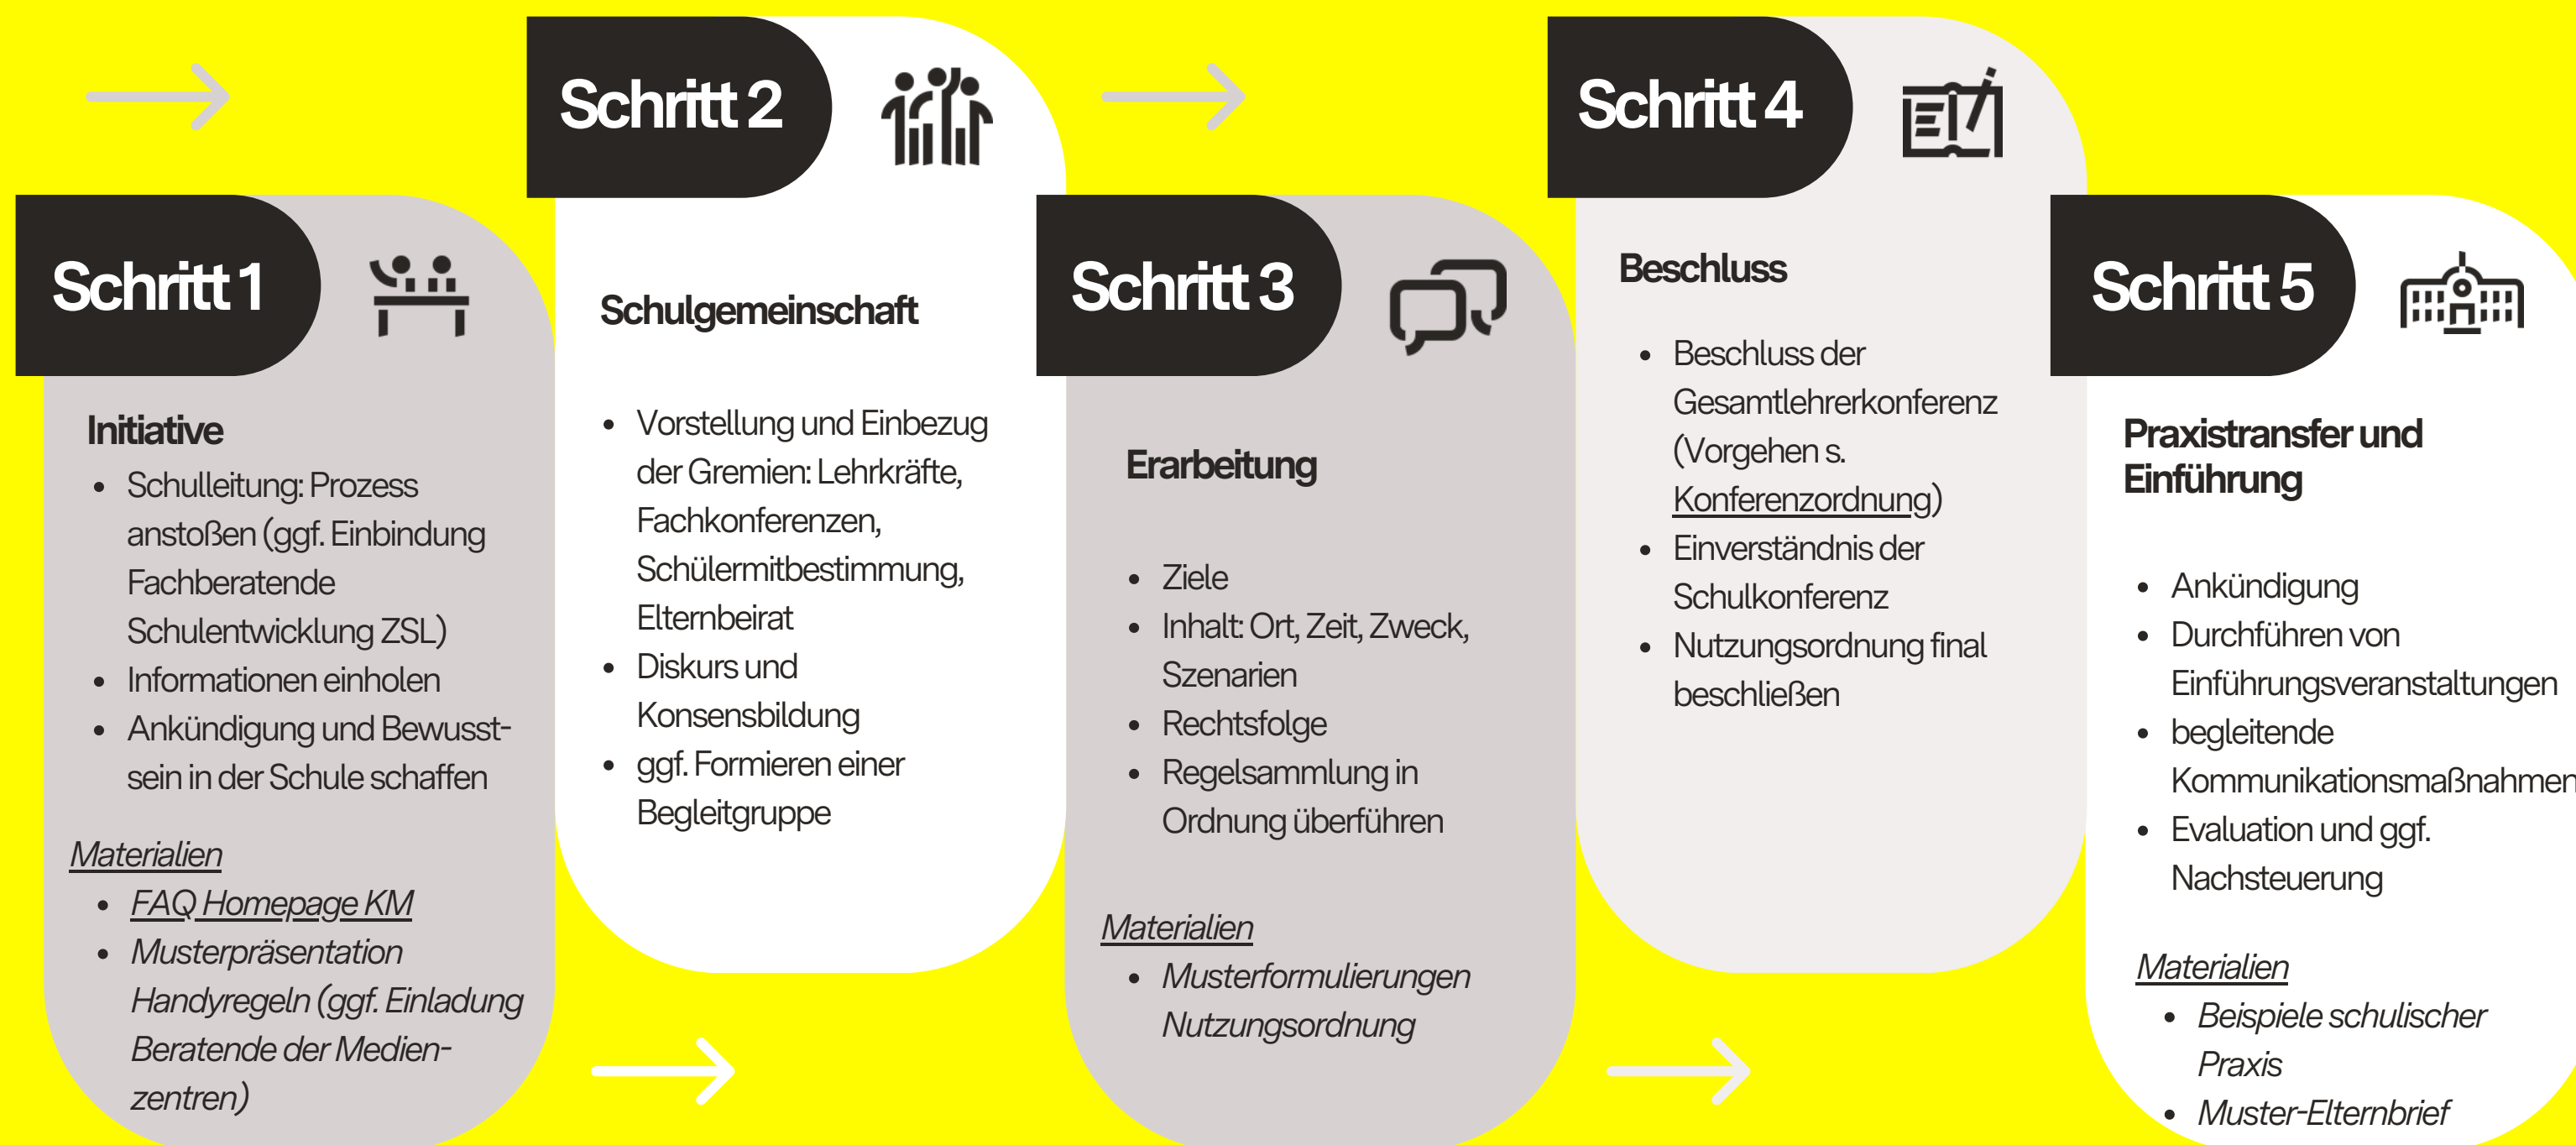 Schritt 1
Initiative
• Schulleitung: Prozess
anstoßen (ggf. Einbindung
Fachberatende
Schulentwicklung ZSL)
• Informationen einholen
• Ankündigung und Bewusst-
sein in der Schule schaffen
Materialien
• FAQ Homepage KM
• Musterpräsentation
Handyregeln (ggf. Einladung
Beratende der Medien-
zentren)
Schritt 2
Schulgemeinschaft
• Vorstellung und Einbezug
der Gremien: Lehrkräfte,
Fachkonferenzen,
Schülermitbestimmung,
Elternbeirat
• Diskurs und
Konsensbildung
• ggf. Formieren einer
Begleitgruppe
Schritt 3
Erarbeitung
• Ziele
• Inhalt: Ort, Zeit, Zweck,
Szenarien
• Rechtsfolge
• Regelsammlung in
Ordnung überführen
Materialien
• Musterformulierungen
Nutzungsordnung
Schritt 4
Beschluss
• Beschluss der
Gesamtlehrerkonferenz
(Vorgehen s.
Konferenzordnung)
• Einverständnis der
Schulkonferenz
• Nutzungsordnung final
beschließen
Schritt 5
Praxistransfer und
Einführung
• Ankündigung
• Durchführen von
Einführungsveranstaltungen
• begleitende
Kommunikationsmaßnahmen
• Evaluation und ggf.
Nachsteuerung
Materialien
• Beispiele schulischer
Praxis
• Muster-Elternbrief